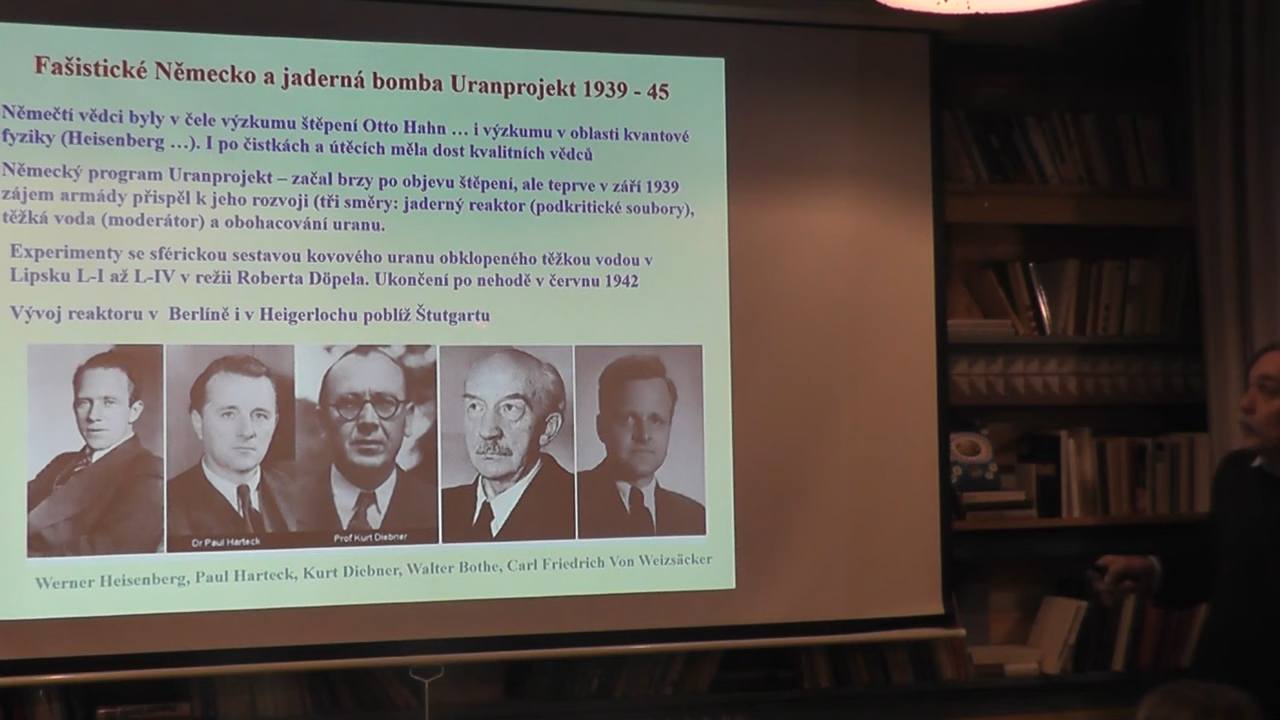 Fašistické Německo a jaderná bomba Uranprojekt 1939 - 45
Němečtí vědci byly v čele výzkumu štěpení Otto Hahn … i výzkumu v oblasti kvantové
fyziky (Heisenberg …). I po čistkách a útěcích měla dost kvalitních vědců
Německý program Uranprojekt – začal brzy po objevu štěpení, ale teprve v září 1939
zájem armády přispěl k jeho rozvoji (tři směry: jaderný reaktor (podkritické soubory),
těžká voda (moderátor) a obohacování uranu.
Experimenty se sférickou sestavou kovového uranu obklopeného těžkou vodou v
Lipsku L-I až L-IV v režii Roberta Döpela. Ukončení po nehodě v červnu 1942
Vývoj reaktoru v Berlíně i v Heigerlochu poblíž Štutgartu
Dr Paul Harteck
Prof Kurt Diebner
Werner Heisenberg, Paul Harteck, Kurt Diebner, Walter Bothe, Carl Friedrich Von Weizsäcker